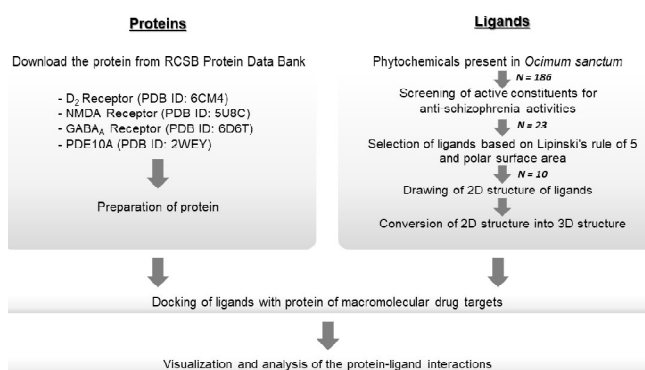 Proteins
Download the protein from RCSB Protein Data Bank
- D₂ Receptor (PDB ID: 6CM4)
- NMDA Receptor (PDB ID: 5U8C)
- GABAA Receptor (PDB ID: 6D6T)
- PDE10A (PDB ID: 2WEY)
Preparation of protein
Ligands
Phytochemicals present in Ocimum sanctum
N = 186
Screening of active constituents for
anti-schizophrenia activities
N = 23
Selection of ligands based on Lipinski's rule of 5
and polar surface area
N = 10
Drawing of 2D structure of ligands
Conversion of 2D structure into 3D structure
Docking of ligands with protein of macromolecular drug targets
Visualization and analysis of the protein-ligand interactions